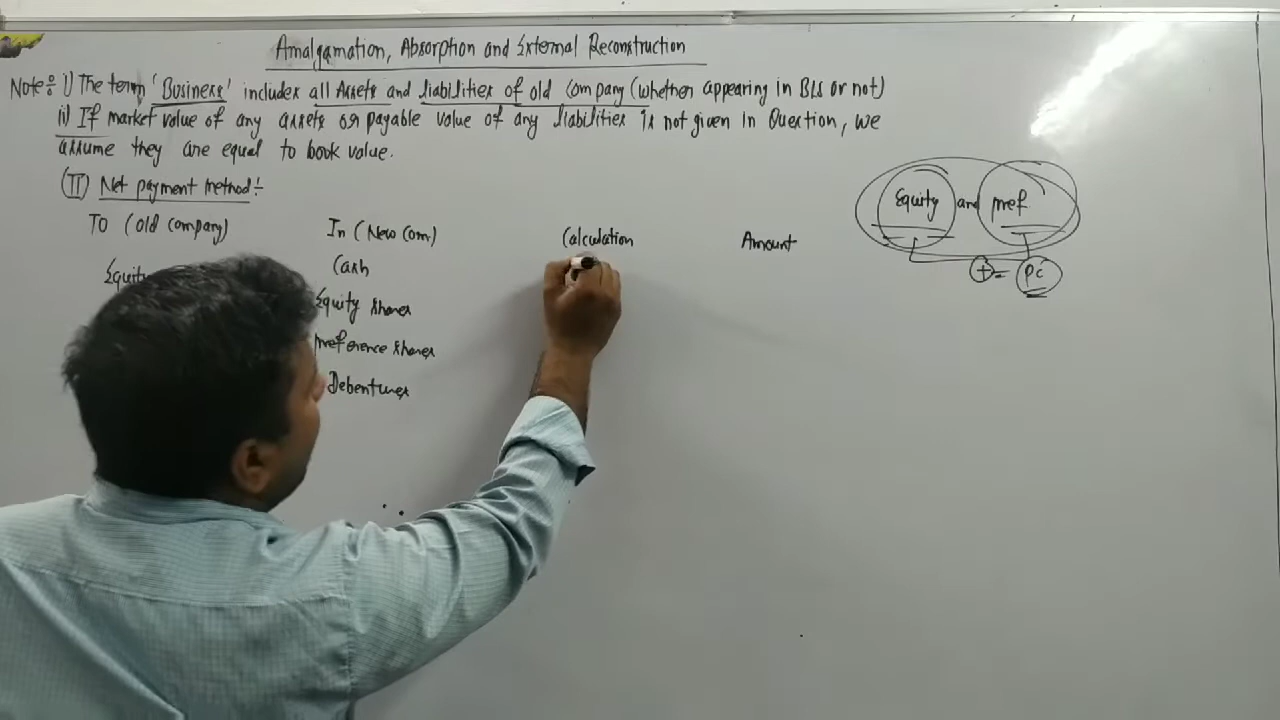 Amalgamation, Absorption and External Reconstruction
Note: i) The term 'Business' includes all Assets and liabilities of old company (whether appearing in B/S or not)
ii) If market value of any assets or payable value of any liabilities is not given in Question, we
assume they are equal to book value.
(II) Net payment method:-
TO (old company) In (New com) Calculation Amount
Equity Cash
Equity shares
Preference shares
Debentures
Equity and pref
+ = PC